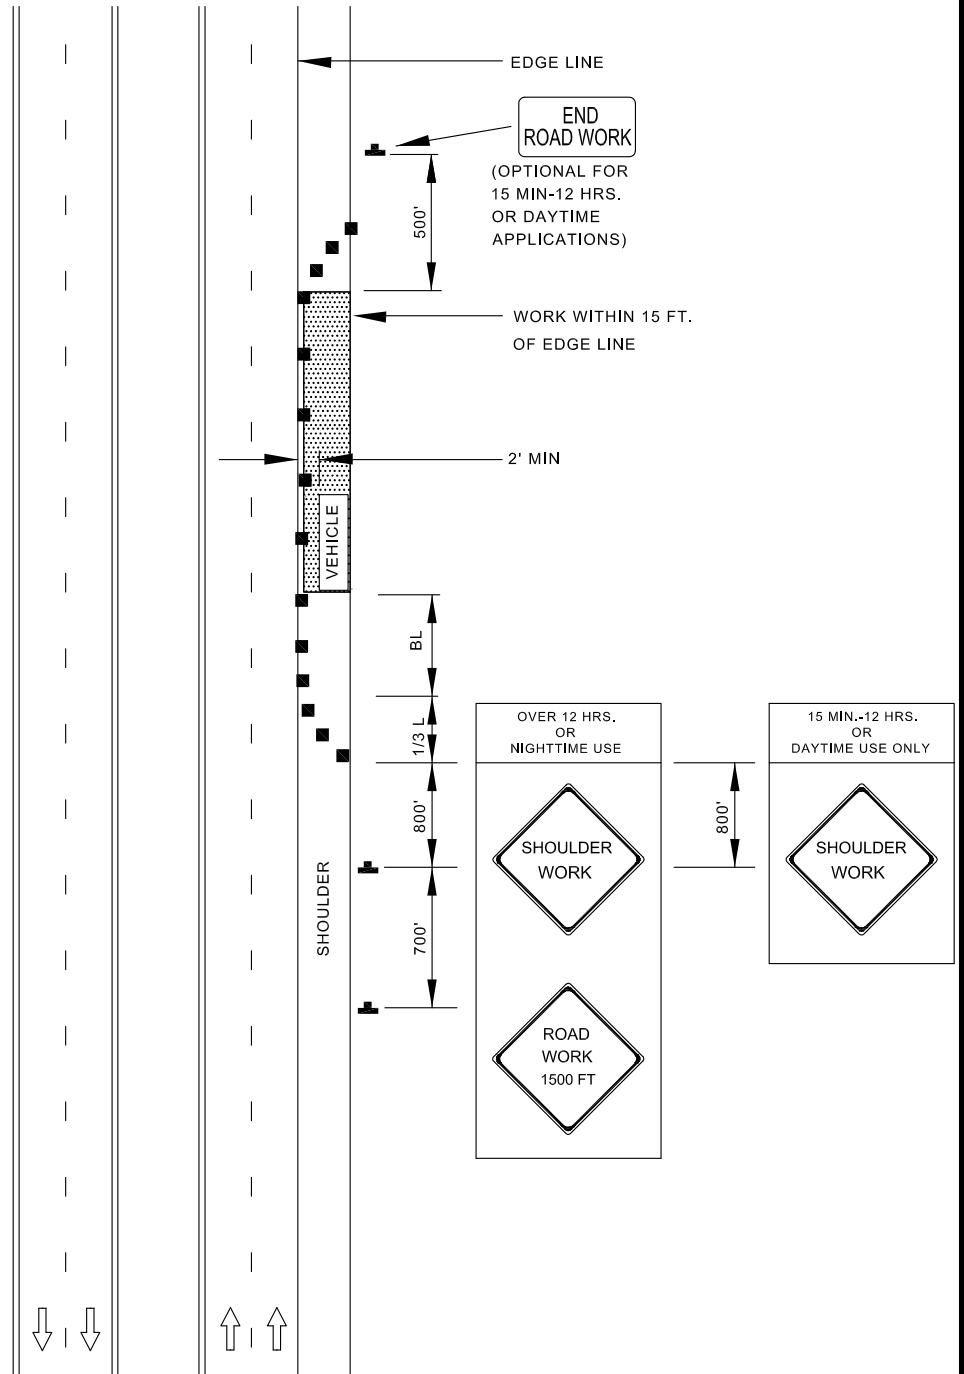 EDGE LINE
END
ROAD WORK
(OPTIONAL FOR
15 MIN-12 HRS.
OR DAYTIME
APPLICATIONS)
500'
WORK WITHIN 15 FT.
OF EDGE LINE
2' MIN
VEHICLE
BL
1/3 L
OVER 12 HRS.
OR
NIGHTTIME USE
15 MIN.-12 HRS.
OR
DAYTIME USE ONLY
800'
800'
SHOULDER
WORK
SHOULDER
WORK
SHOULDER
700'
ROAD
WORK
1500 FT